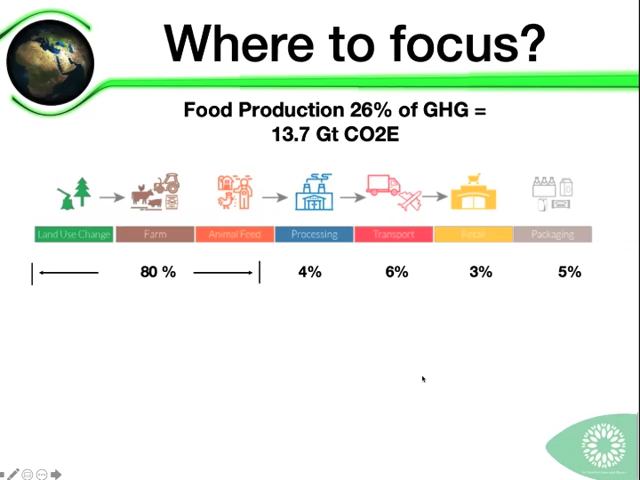 Where to focus?
Food Production 26% of GHG =
13.7 Gt CO2E
Land Use Change Farm Animal Feed Processing Transport Retail Packaging
80 % 4% 6% 3% 5%